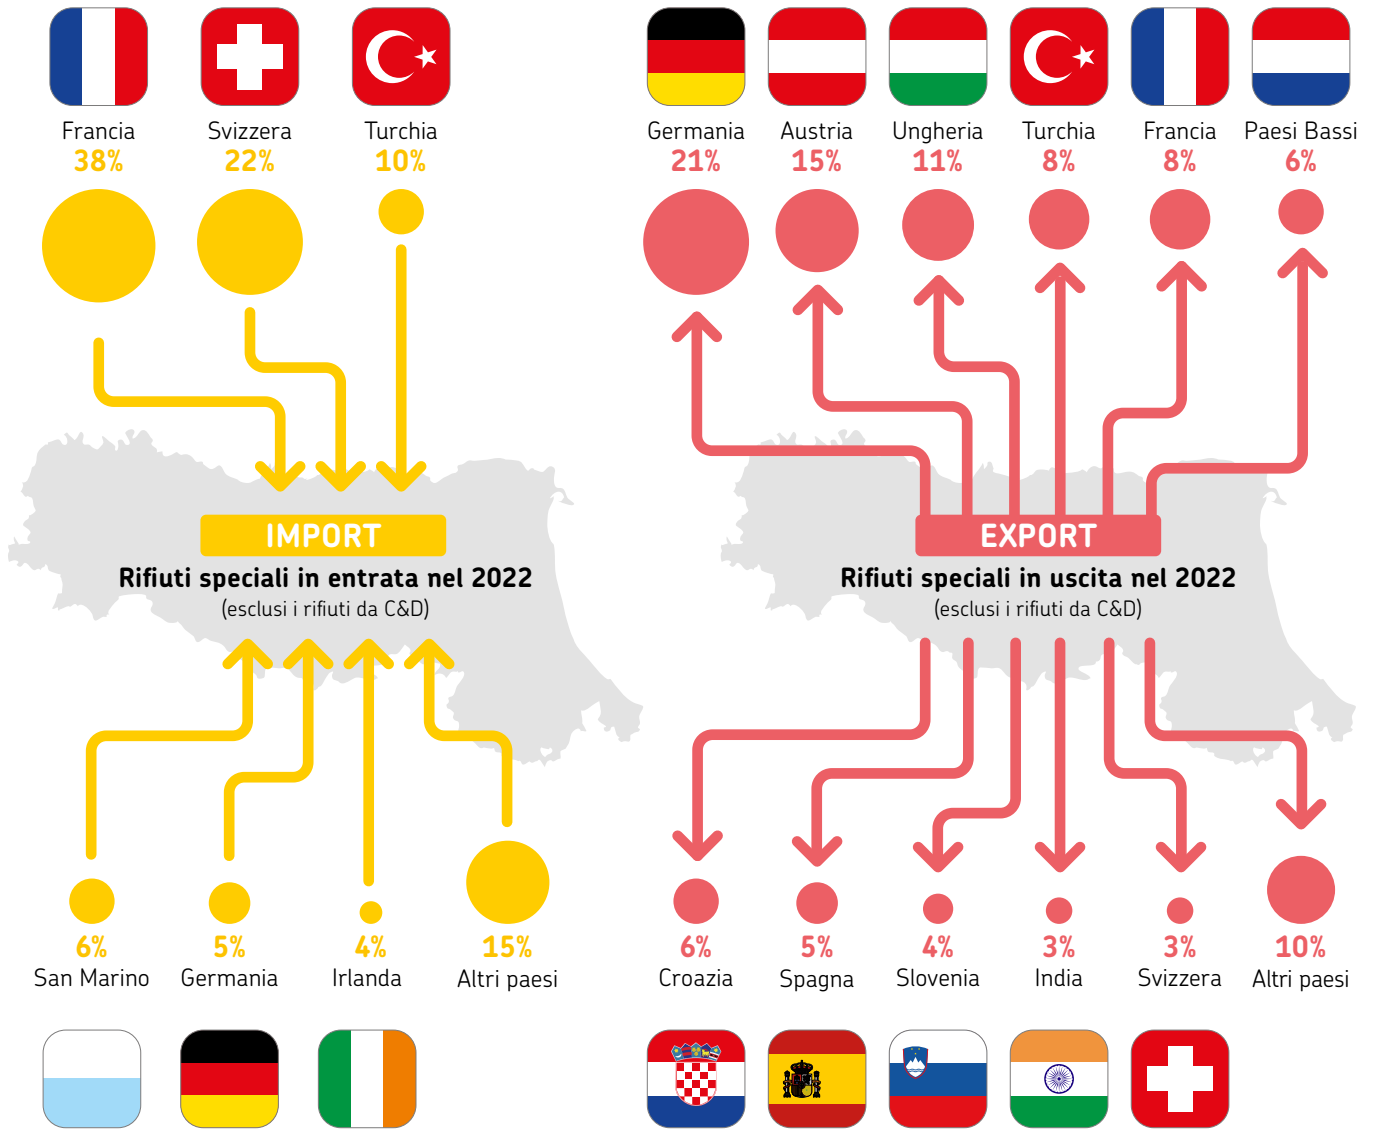 Francia
38%
Svizzera
22%
Turchia
10%
IMPORT
Rifiuti speciali in entrata nel 2022
(esclusi i rifiuti da C&D)
6%
San Marino
5%
Germania
4%
Irlanda
15%
Altri paesi
Germania
21%
Austria
15%
Ungheria
11%
Turchia
8%
Francia
8%
Paesi Bassi
6%
EXPORT
Rifiuti speciali in uscita nel 2022
(esclusi i rifiuti da C&D)
6%
Croazia
5%
Spagna
4%
Slovenia
3%
India
3%
Svizzera
10%
Altri paesi